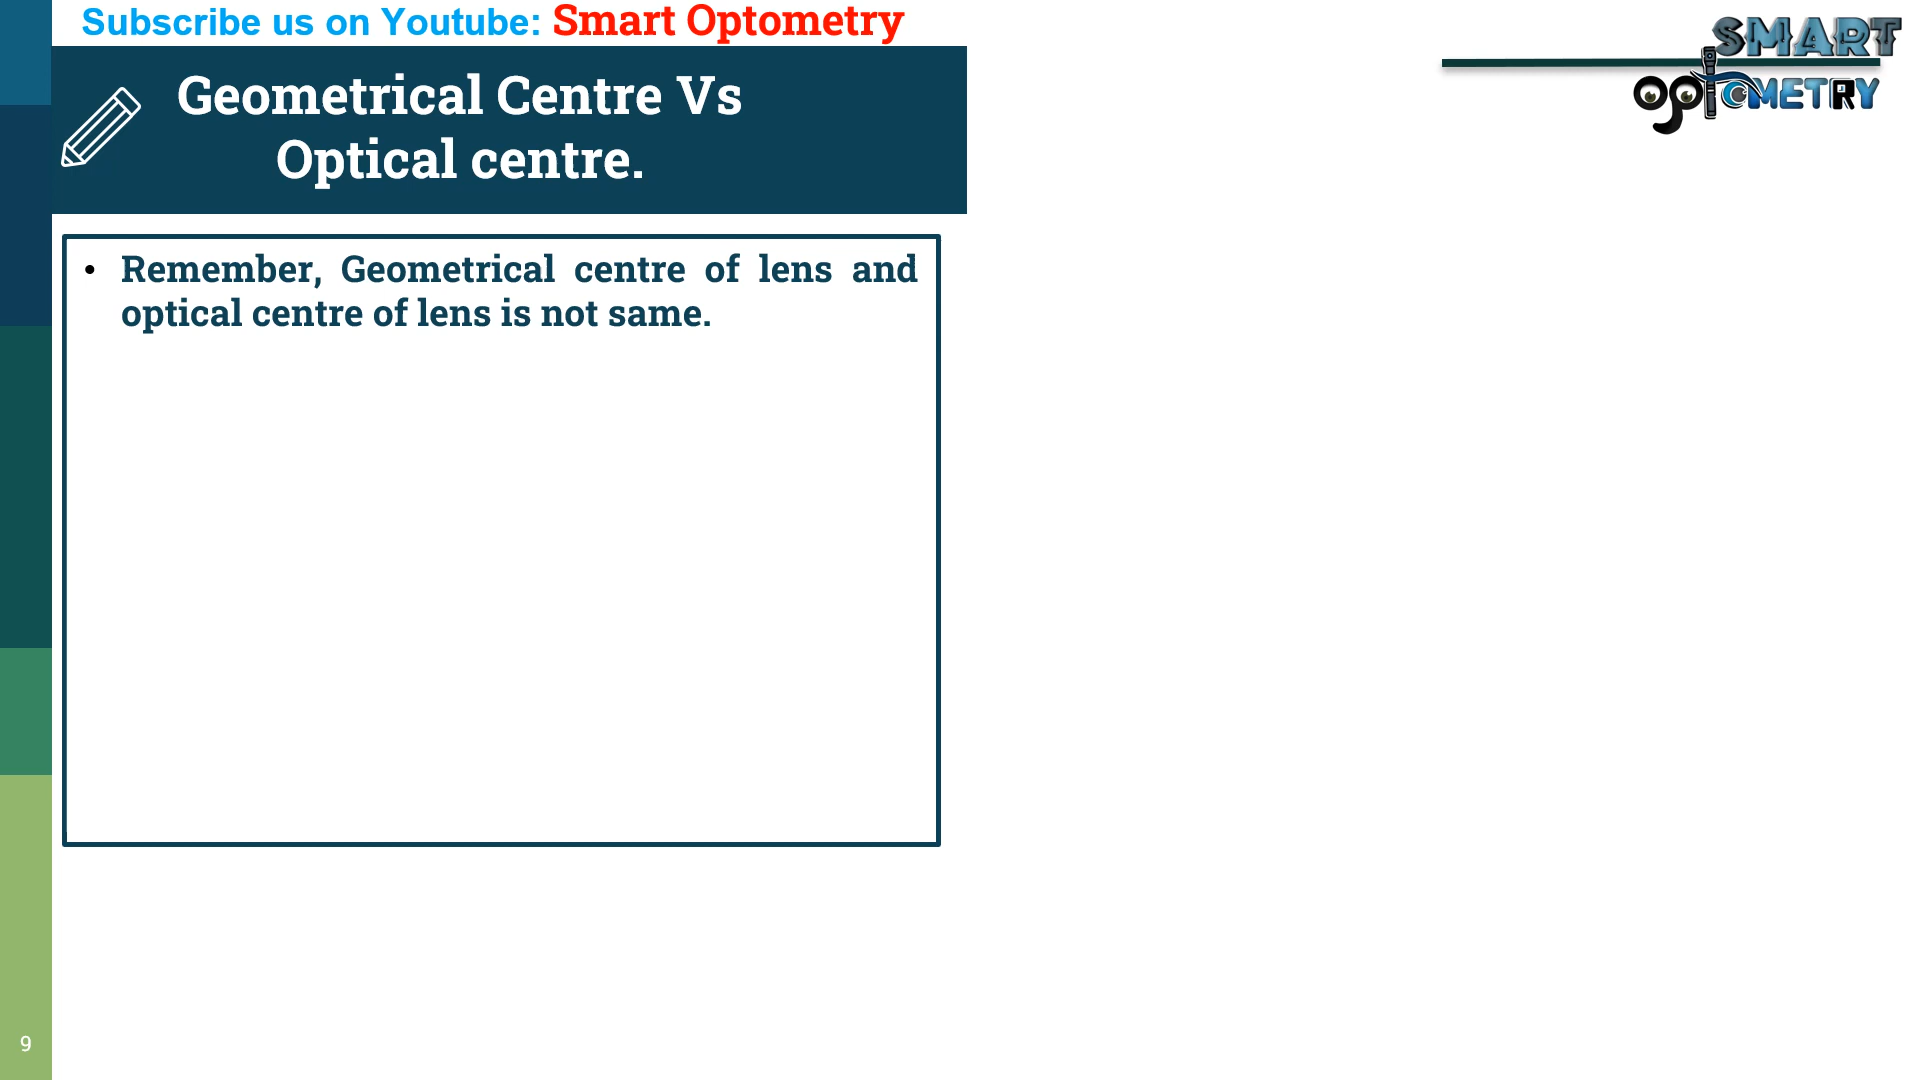 Subscribe us on Youtube: Smart Optometry
SMART
OPTOMETRY
Geometrical Centre Vs
Optical centre.
• Remember, Geometrical centre of lens and
optical centre of lens is not same.
9